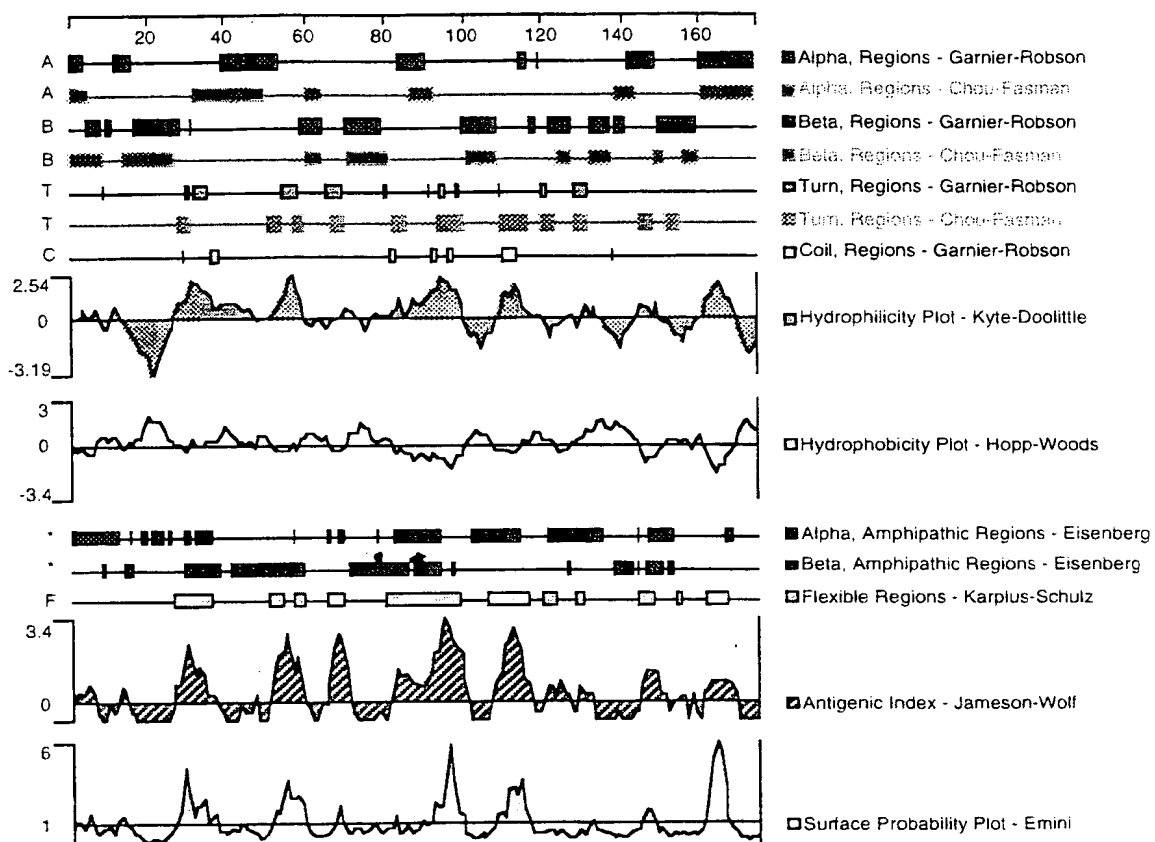 20 40 60 80 100 120 140 160
A Alpha, Regions - Garnier-Robson
A Alpha, Regions - Chou-Fasman
B Beta, Regions - Garnier-Robson
B Beta, Regions - Chou-Fasman
T Turn, Regions - Garnier-Robson
T Turn, Regions - Chou-Fasman
C Coil, Regions - Garnier-Robson
2.54
0 Hydrophilicity Plot - Kyte-Doolittle
-3.19
3
0 Hydrophobicity Plot - Hopp-Woods
-3.4
* Alpha, Amphipathic Regions - Eisenberg
* Beta, Amphipathic Regions - Eisenberg
F Flexible Regions - Karplus-Schulz
3.4
0 Antigenic Index - Jameson-Wolf
6
1 Surface Probability Plot - Emini